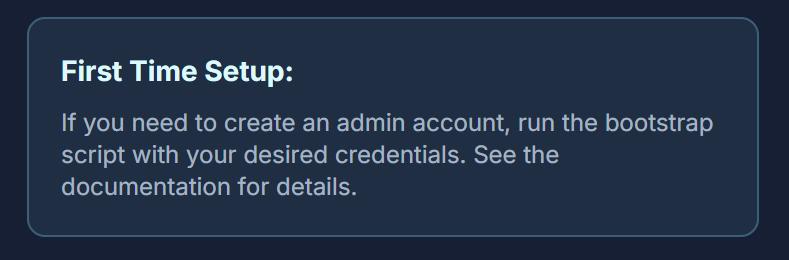 First Time Setup:
If you need to create an admin account, run the bootstrap
script with your desired credentials. See the
documentation for details.